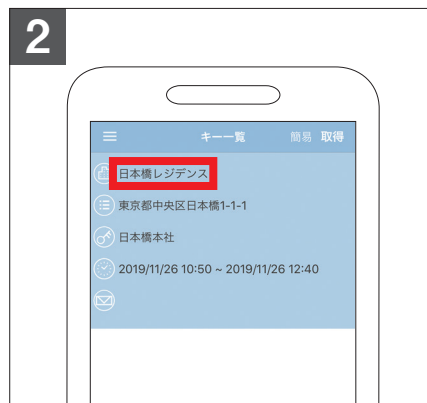 2
キー一覧 簡易 取得
日本橋レジデンス
東京都中央区日本橋1-1-1
日本橋本社
2019/11/26 10:50 ~ 2019/11/26 12:40